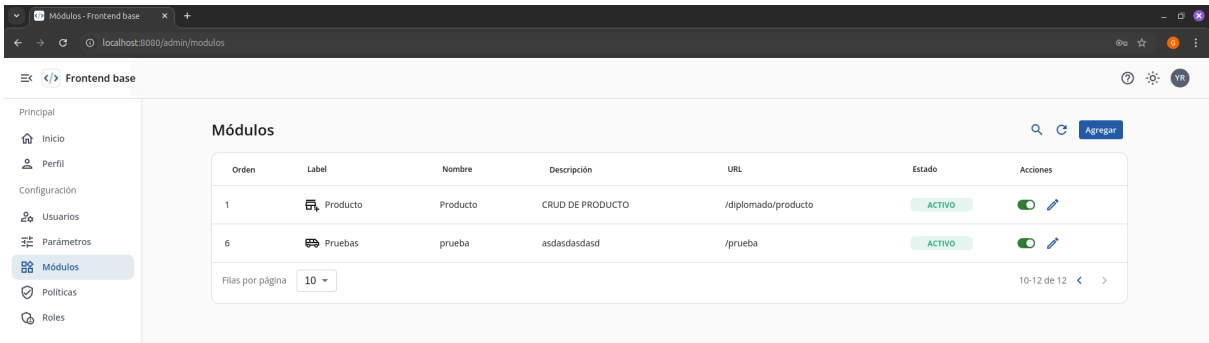 Módulos - Frontend base
localhost:8080/admin/modulos
G
</> Frontend base
YR
Principal
Inicio
Perfil
Configuración
Usuarios
Parámetros
Módulos
Políticas
Roles
Módulos
Agregar
Orden Label Nombre Descripción URL Estado Acciones
1 Producto Producto CRUD DE PRODUCTO /diplomado/producto ACTIVO
6 Pruebas prueba asdasdasdasd /prueba ACTIVO
Filas por página 10 10-12 de 12